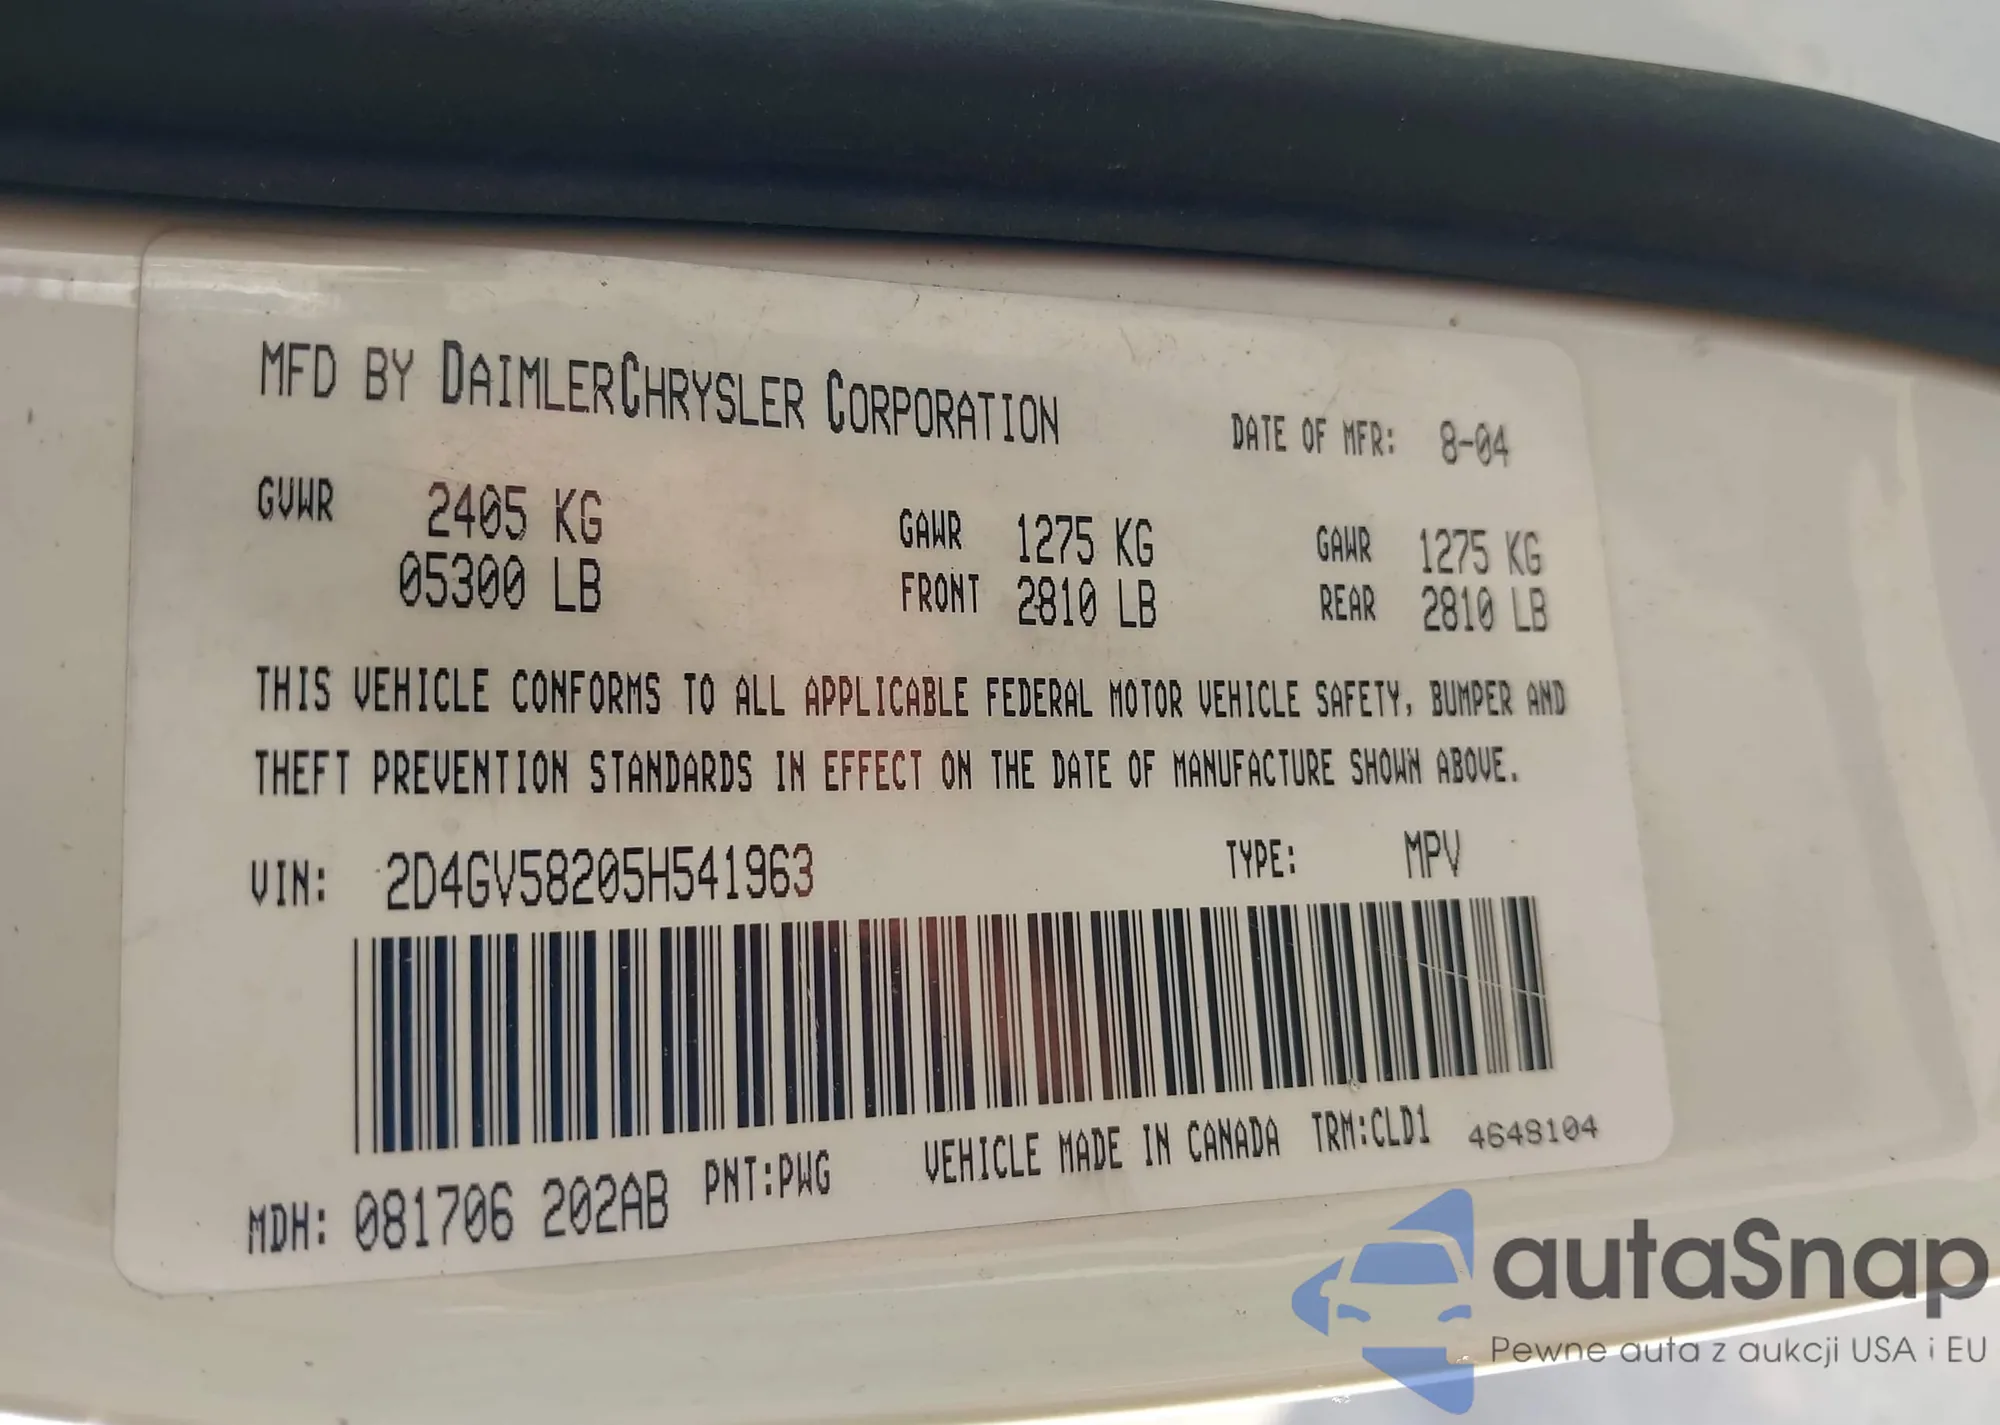 MFD BY DAIMLERCHRYSLER CORPORATION DATE OF MFR: 8-04
GVWR 2405 KG GAWR 1275 KG GAWR 1275 KG
05300 LB FRONT 2810 LB REAR 2810 LB
THIS VEHICLE CONFORMS TO ALL APPLICABLE FEDERAL MOTOR VEHICLE SAFETY, BUMPER AND
THEFT PREVENTION STANDARDS IN EFFECT ON THE DATE OF MANUFACTURE SHOWN ABOVE.
VIN: 2D4GV58205H541963 TYPE: MPV
MDH: 081706 202AB PNT:PWG VEHICLE MADE IN CANADA TRM:CLD1 4648104
autaSnap
Pewne auta z aukcji USA i EU